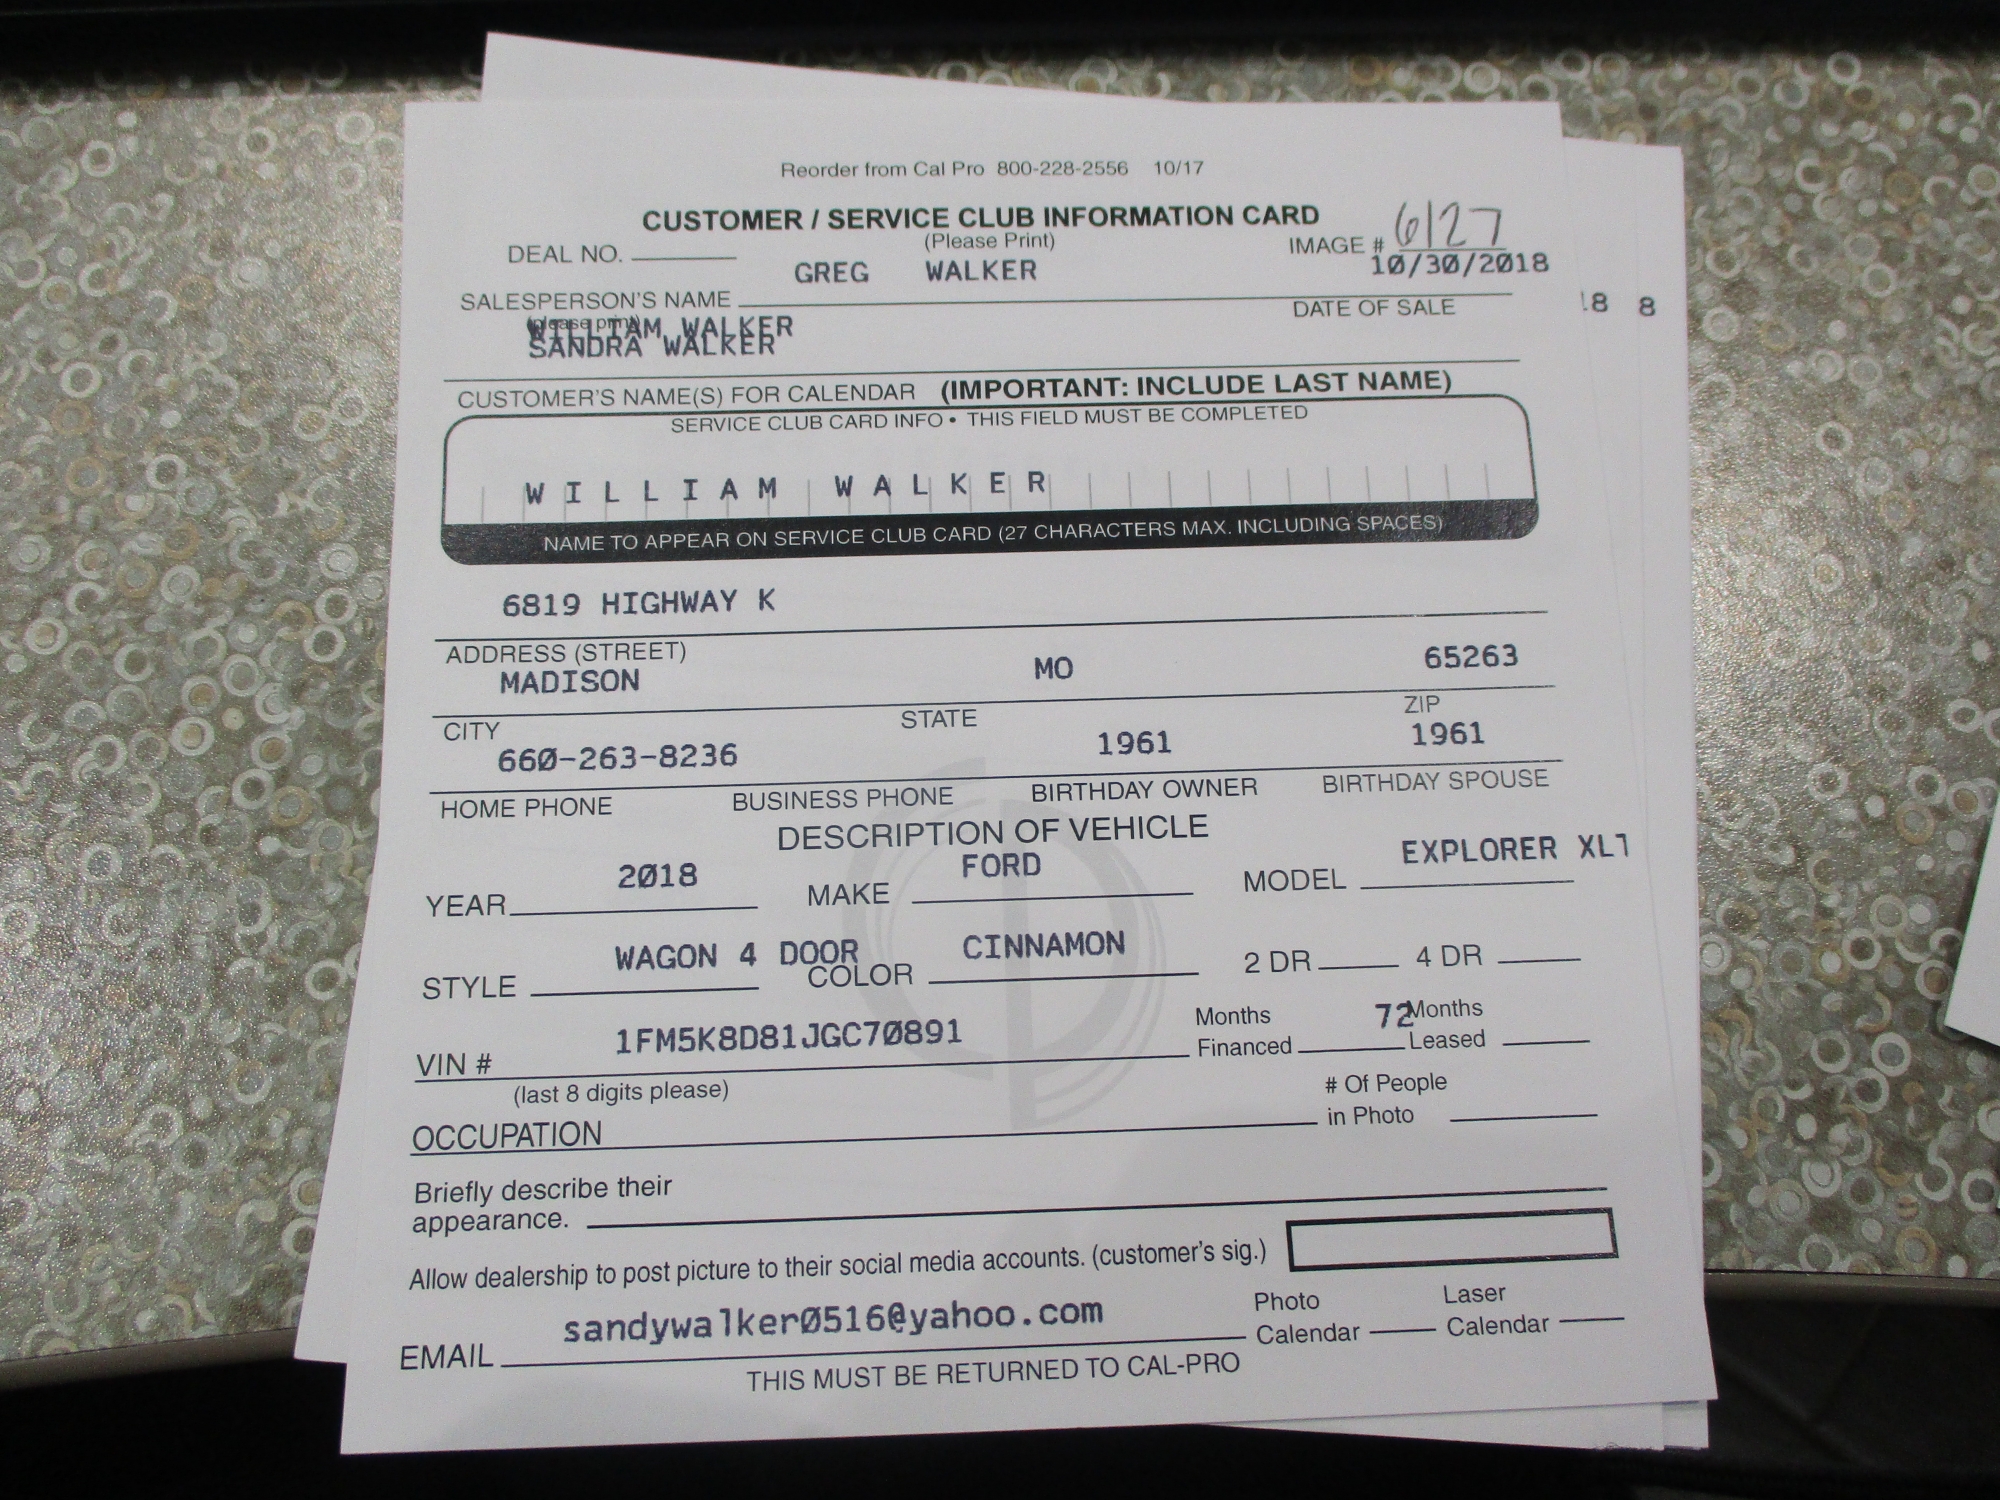 Reorder from Cal Pro 800-228-2556 10/17
CUSTOMER / SERVICE CLUB INFORMATION CARD
(Please Print)
DEAL NO.
IMAGE # 6127
GREG WALKER
10/30/2018
SALESPERSON'S NAME
DATE OF SALE
(please print)
WILLIAM WALKER
SANDRA WALKER
CUSTOMER'S NAME(S) FOR CALENDAR (IMPORTANT: INCLUDE LAST NAME)
SERVICE CLUB CARD INFO • THIS FIELD MUST BE COMPLETED
WILLIAM WALKER
NAME TO APPEAR ON SERVICE CLUB CARD (27 CHARACTERS MAX. INCLUDING SPACES)
6819 HIGHWAY K
ADDRESS (STREET)
MADISON MO 65263
CITY STATE ZIP
660-263-8236 1961 1961
HOME PHONE BUSINESS PHONE BIRTHDAY OWNER BIRTHDAY SPOUSE
DESCRIPTION OF VEHICLE
YEAR 2018 MAKE FORD MODEL EXPLORER XLT
STYLE WAGON 4 DOOR COLOR CINNAMON 2 DR 4 DR
VIN # 1FM5K8D81JGC70891
(last 8 digits please)
Months Financed 72 Months Leased
OCCUPATION
# Of People in Photo
Briefly describe their
appearance.
Allow dealership to post picture to their social media accounts. (customer's sig.)
EMAIL sandywalker0516@yahoo.com
Photo Calendar Laser Calendar
THIS MUST BE RETURNED TO CAL-PRO
18 8